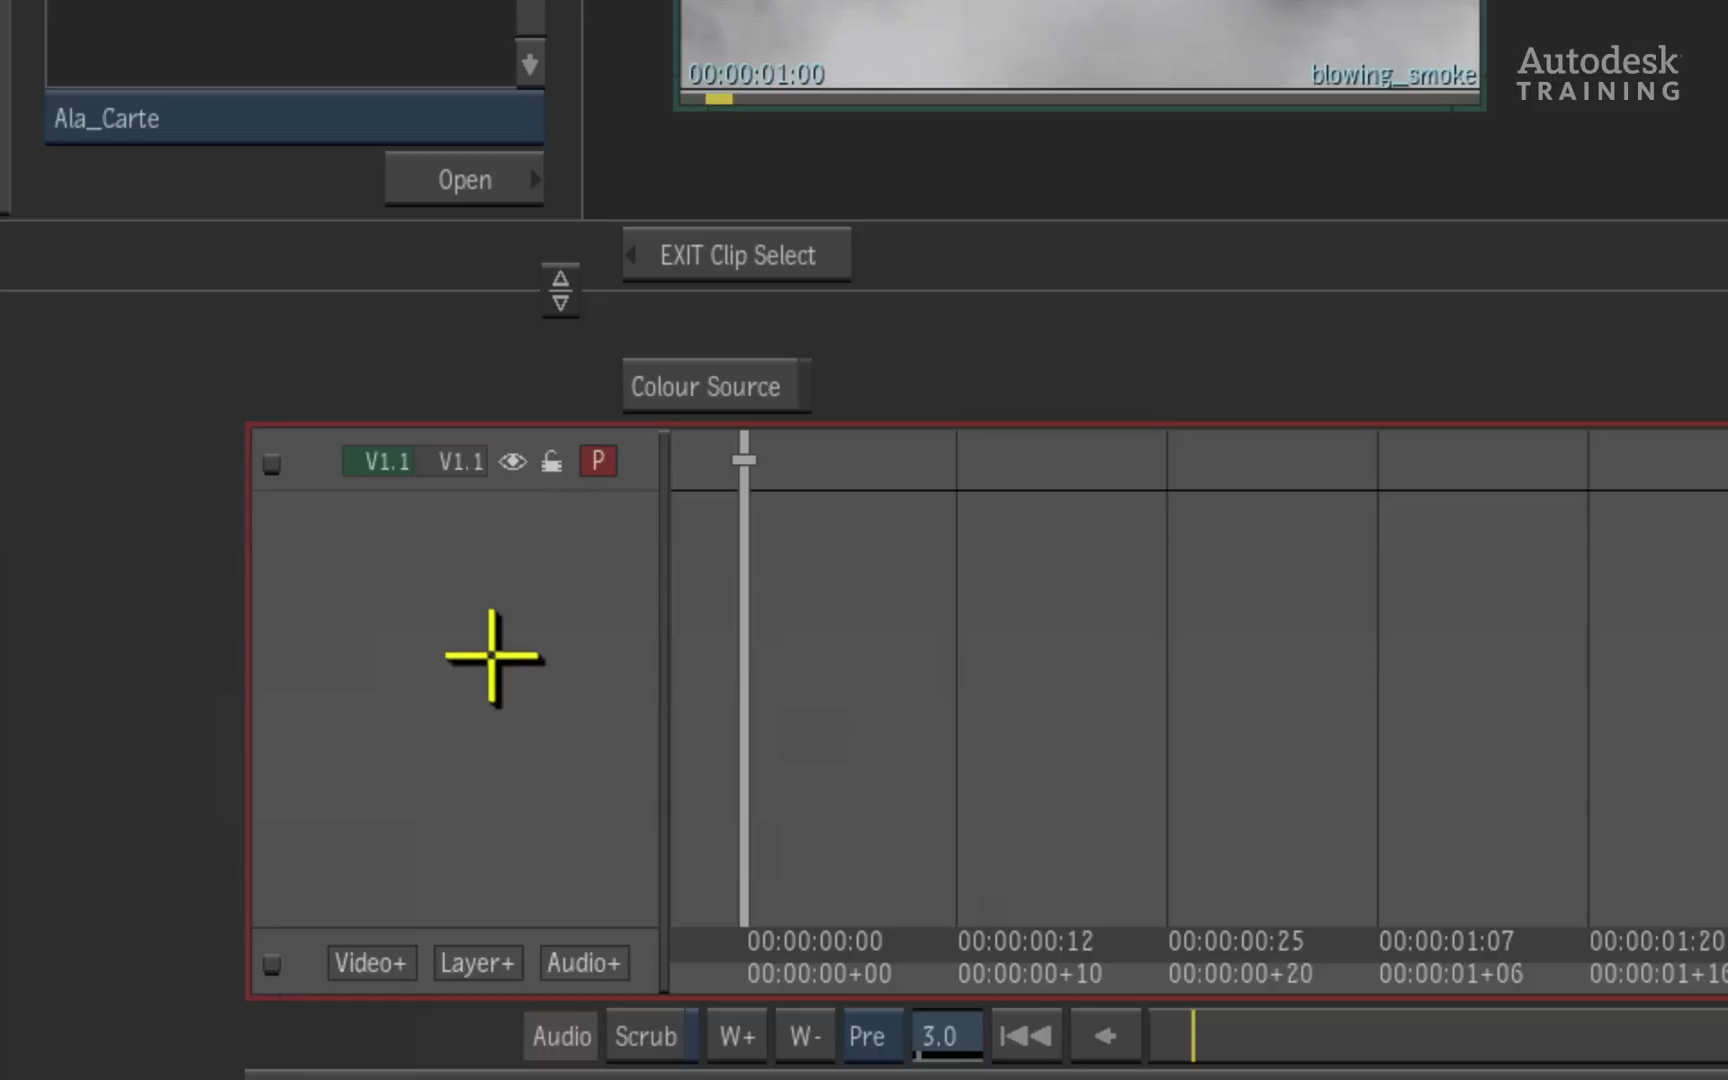 00:00:01:00 blowing_smoke
Autodesk
TRAINING
Ala_Carte
Open
EXIT Clip Select
Colour Source
V1.1 V1.1 P
00:00:00:00 00:00:00:12 00:00:00:25 00:00:01:07 00:00:01:20
Video+ Layer+ Audio+
00:00:00+00 00:00:00+10 00:00:00+20 00:00:01+06
Audio Scrub W+ W- Pre 3.0